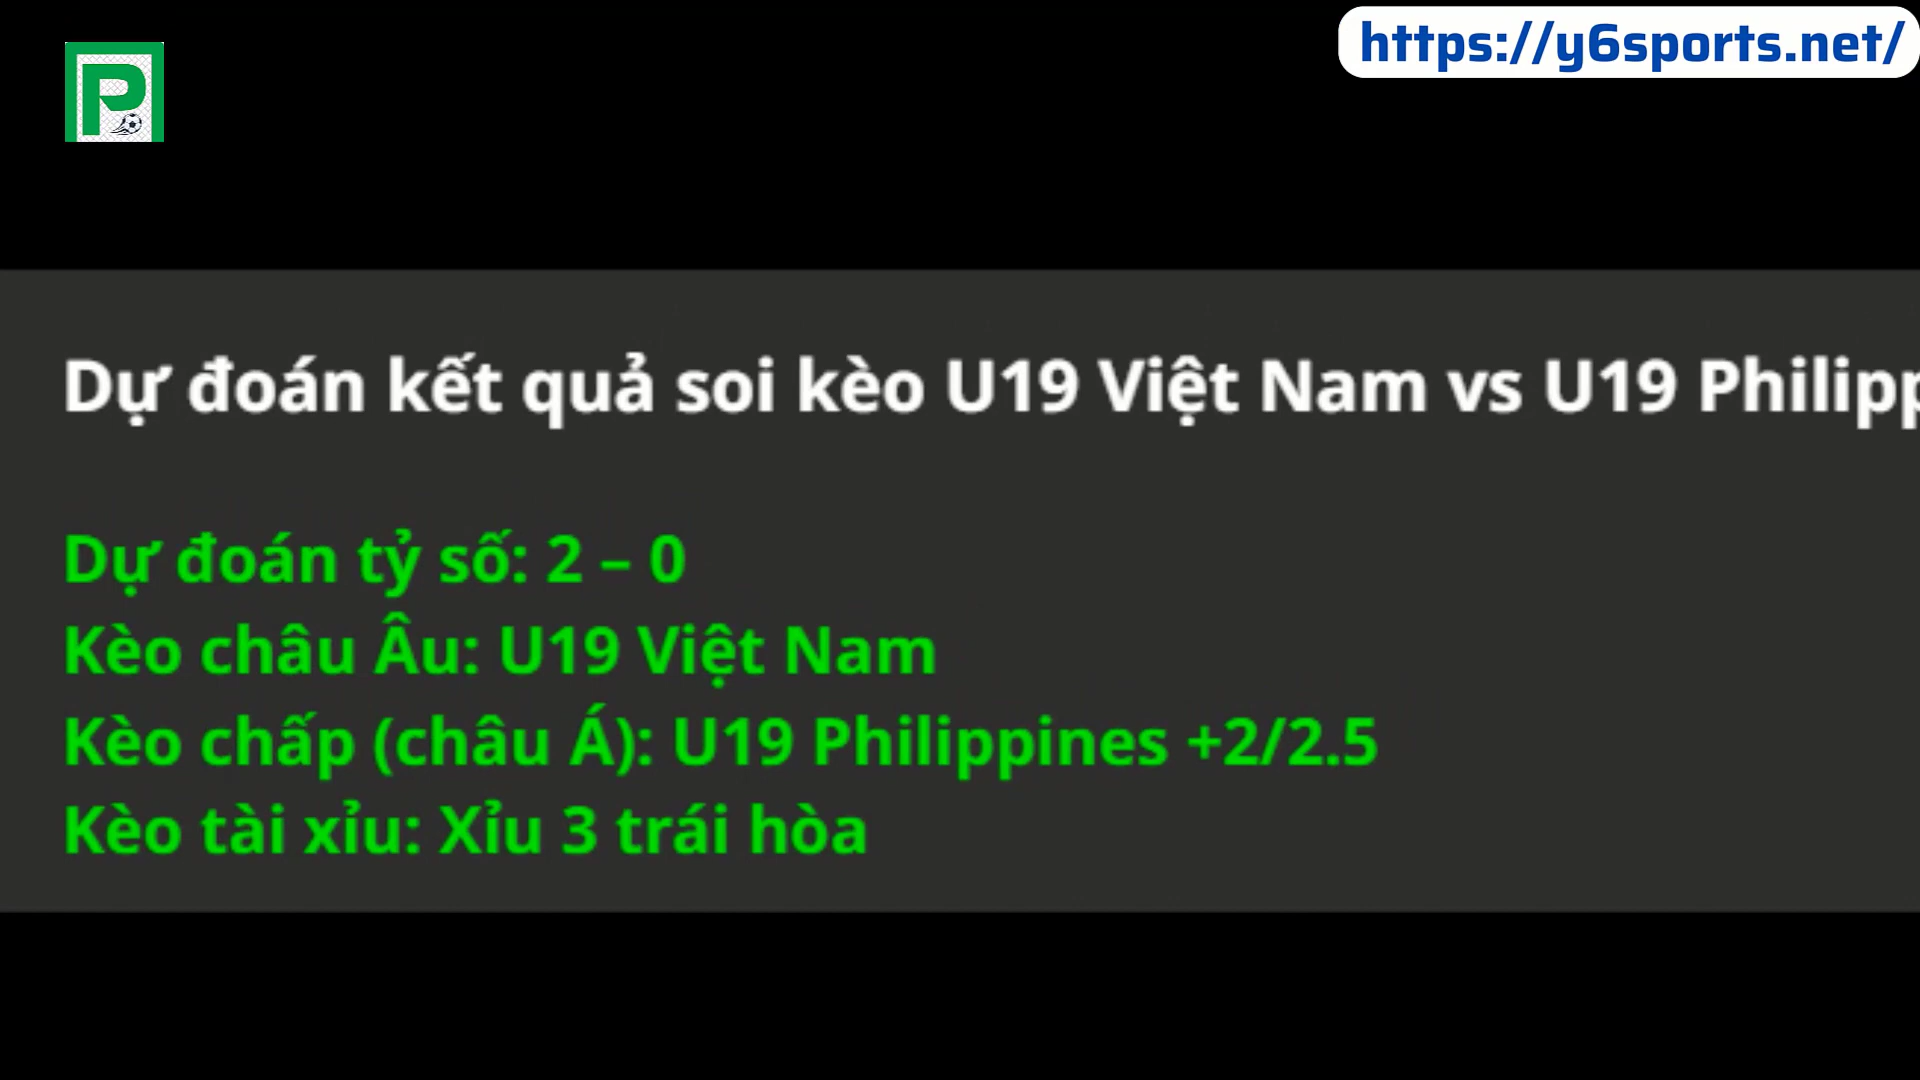 https://y6sports.net/
P
Dự đoán kết quả soi kèo U19 Việt Nam vs U19 Philipp
Dự đoán tỷ số: 2 – 0
Kèo châu Âu: U19 Việt Nam
Kèo chấp (châu Á): U19 Philippines +2/2.5
Kèo tài xỉu: Xỉu 3 trái hòa